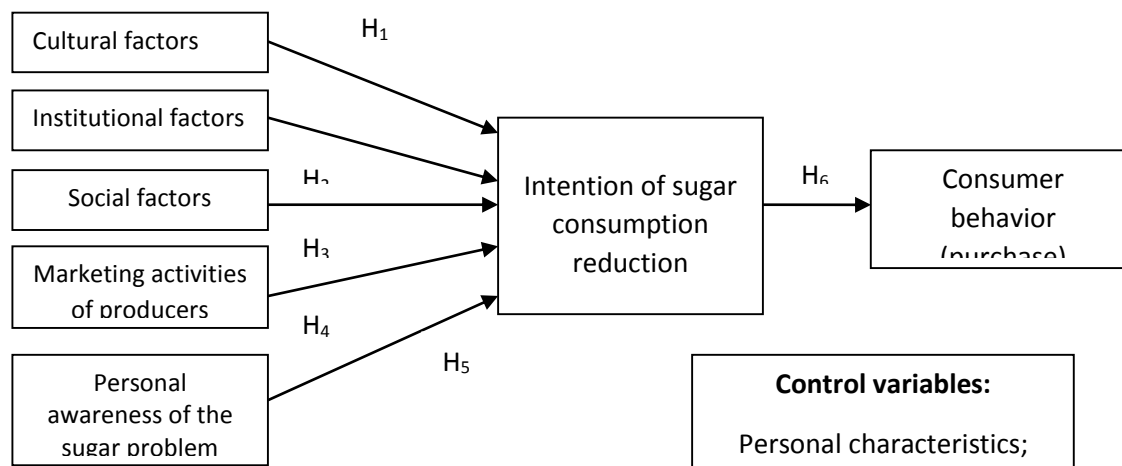 Cultural factors
H₁
Institutional factors
Social factors
H₂
Marketing activities
of producers
H₃
H₄
Personal
awareness of the
sugar problem
H₅
Intention of sugar
consumption
reduction
H₆
Consumer
behavior
(purchase)
Control variables:
Personal characteristics;